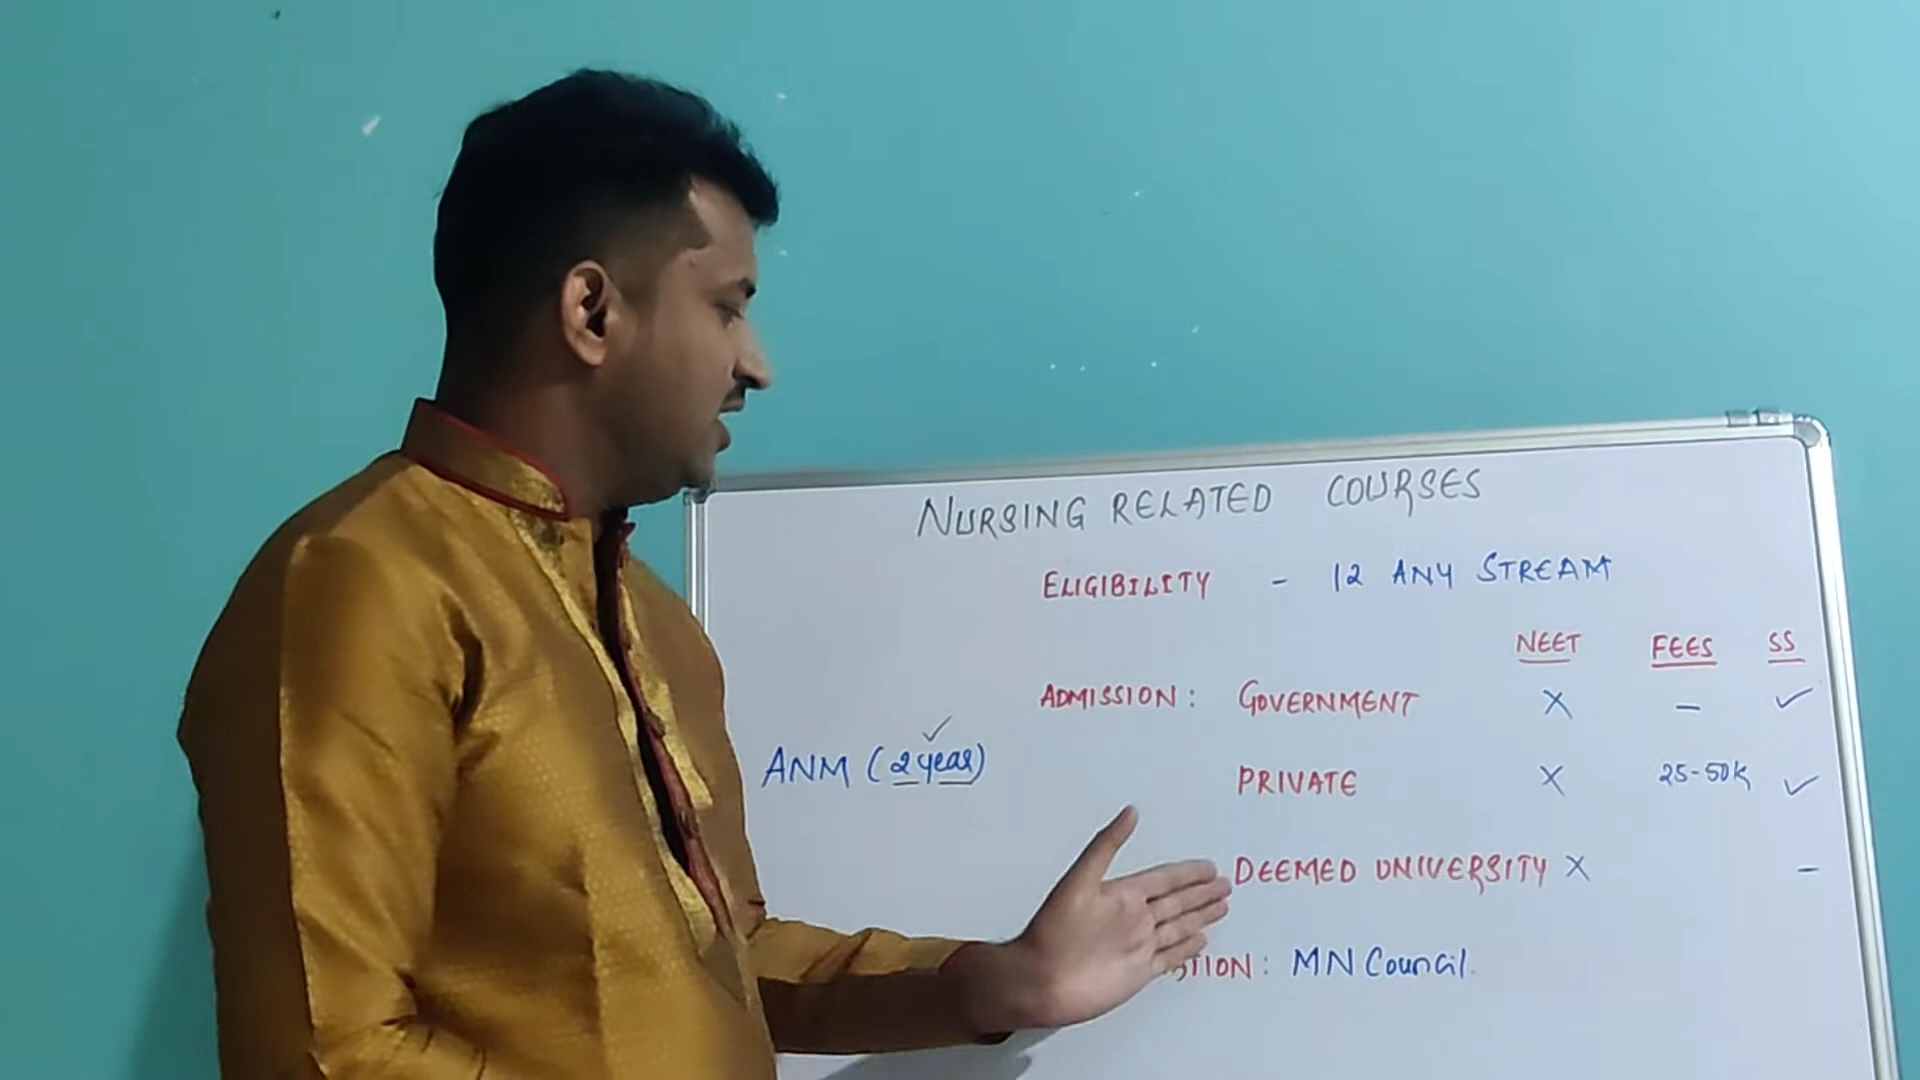 NURSING RELATED COURSES
ELIGIBILITY - 12 ANY STREAM
NEET FEES SS
ADMISSION: GOVERNMENT X - ✓
ANM (2 year) ✓
PRIVATE X 25-50K ✓
DEEMED UNIVERSITY X -
MN Council.